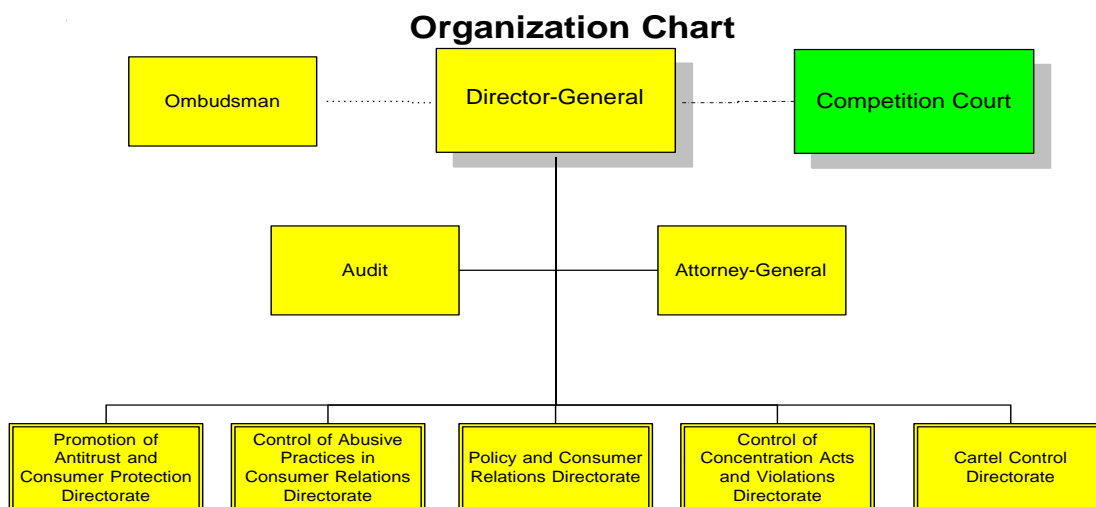 Organization Chart
Ombudsman
Director-General
Competition Court
Audit
Attorney-General
Promotion of
Antitrust and
Consumer Protection
Directorate
Control of Abusive
Practices in
Consumer Relations
Directorate
Policy and Consumer
Relations Directorate
Control of
Concentration Acts
and Violations
Directorate
Cartel Control
Directorate